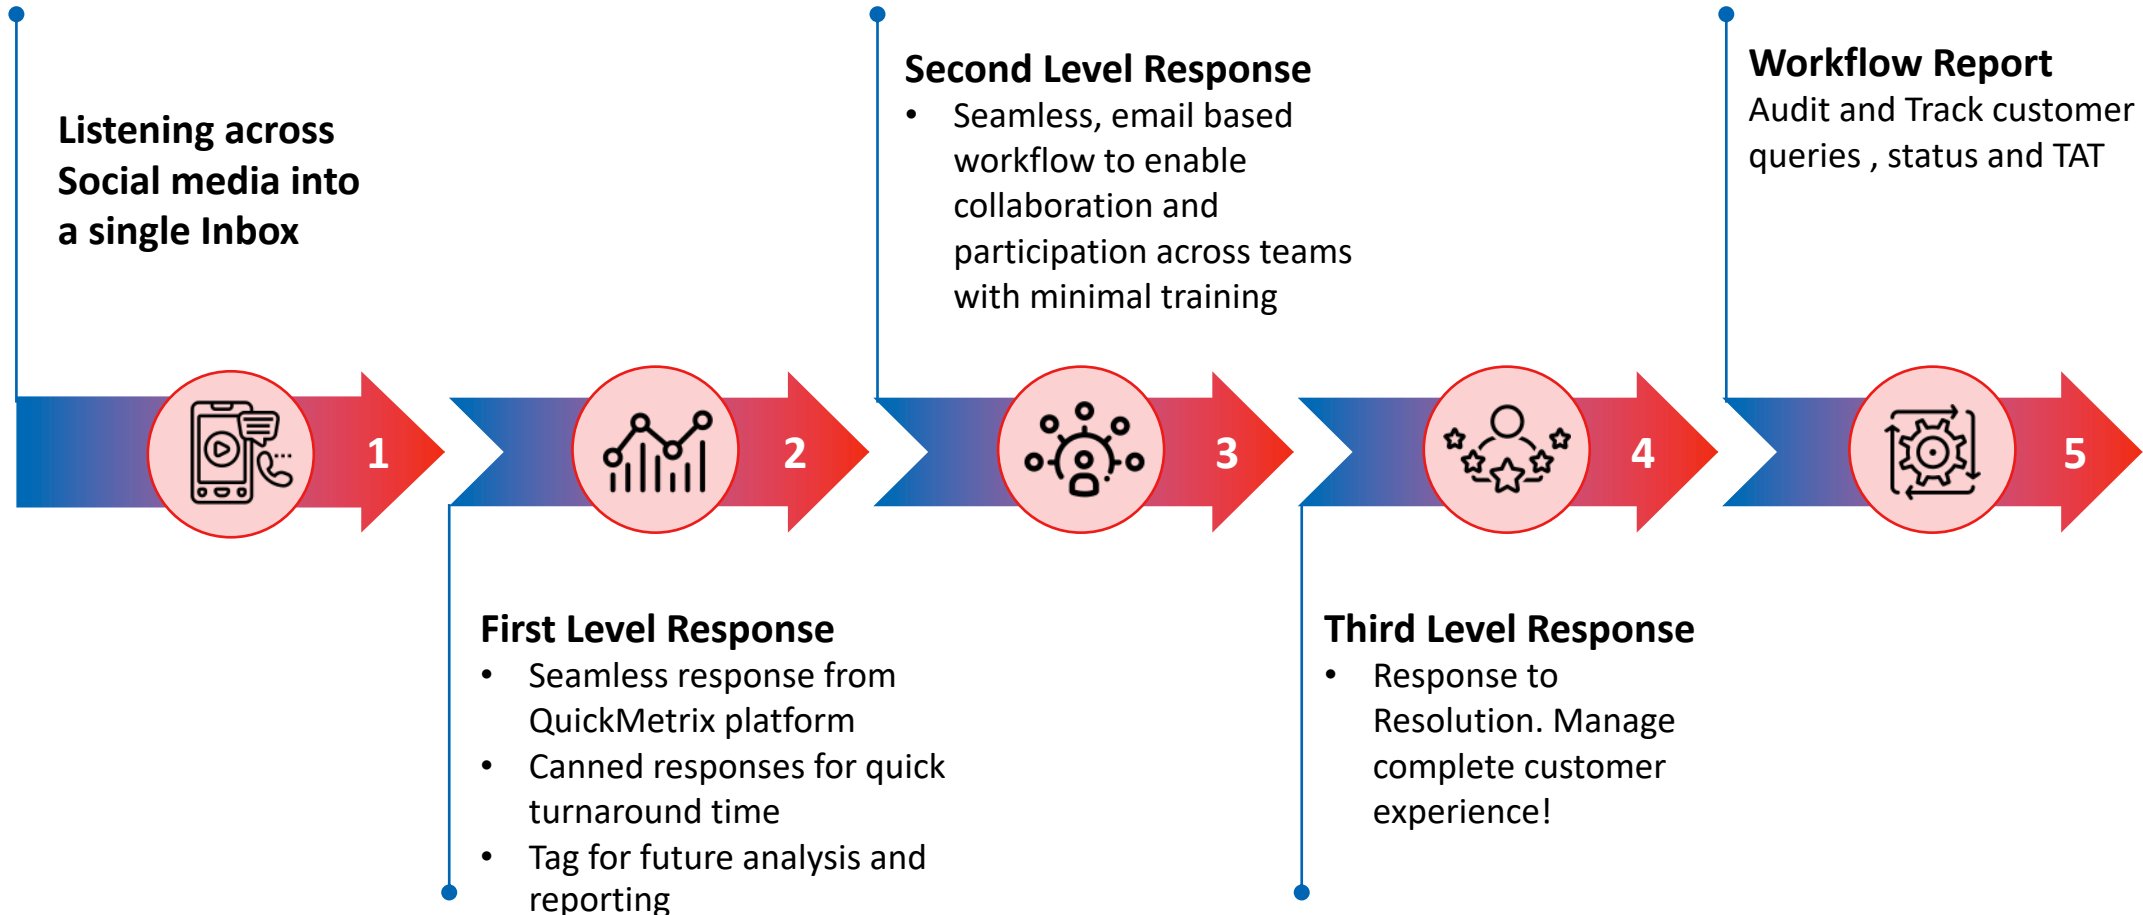 Listening across
Social media into
a single Inbox
1
First Level Response
• Seamless response from
QuickMetrix platform
• Canned responses for quick
turnaround time
• Tag for future analysis and
reporting
2
Second Level Response
• Seamless, email based
workflow to enable
collaboration and
participation across teams
with minimal training
3
Third Level Response
• Response to
Resolution. Manage
complete customer
experience!
4
Workflow Report
Audit and Track customer
queries , status and TAT
5